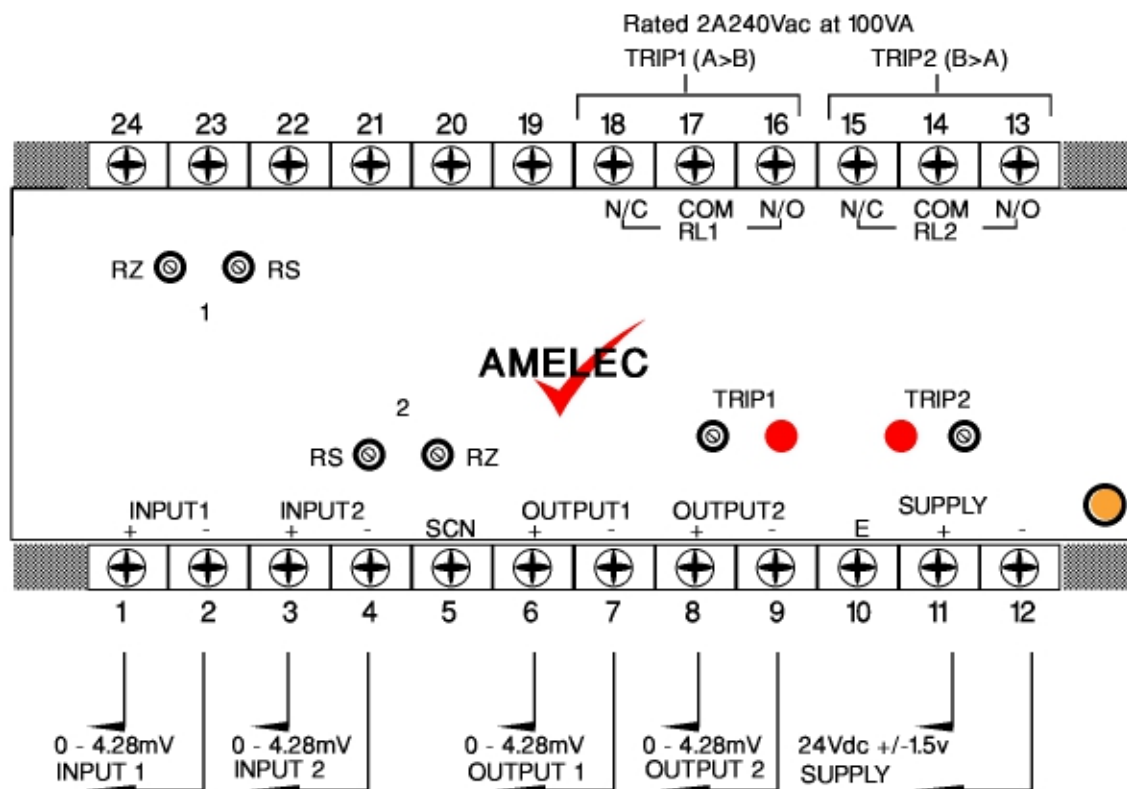 Rated 2A240Vac at 100VA
TRIP1 (A>B) TRIP2 (B>A)
24 23 22 21 20 19 18 17 16 15 14 13
N/C COM N/O N/C COM N/O
RL1 RL2
RZ RS
1
AMELEC
2
TRIP1 TRIP2
RS RZ
INPUT1 INPUT2 OUTPUT1 OUTPUT2 SUPPLY
+ - + - SCN + - + - E + -
1 2 3 4 5 6 7 8 9 10 11 12
0 - 4.28mV 0 - 4.28mV 0 - 4.28mV 0 - 4.28mV 24Vdc +/-1.5v
INPUT 1 INPUT 2 OUTPUT 1 OUTPUT 2 SUPPLY